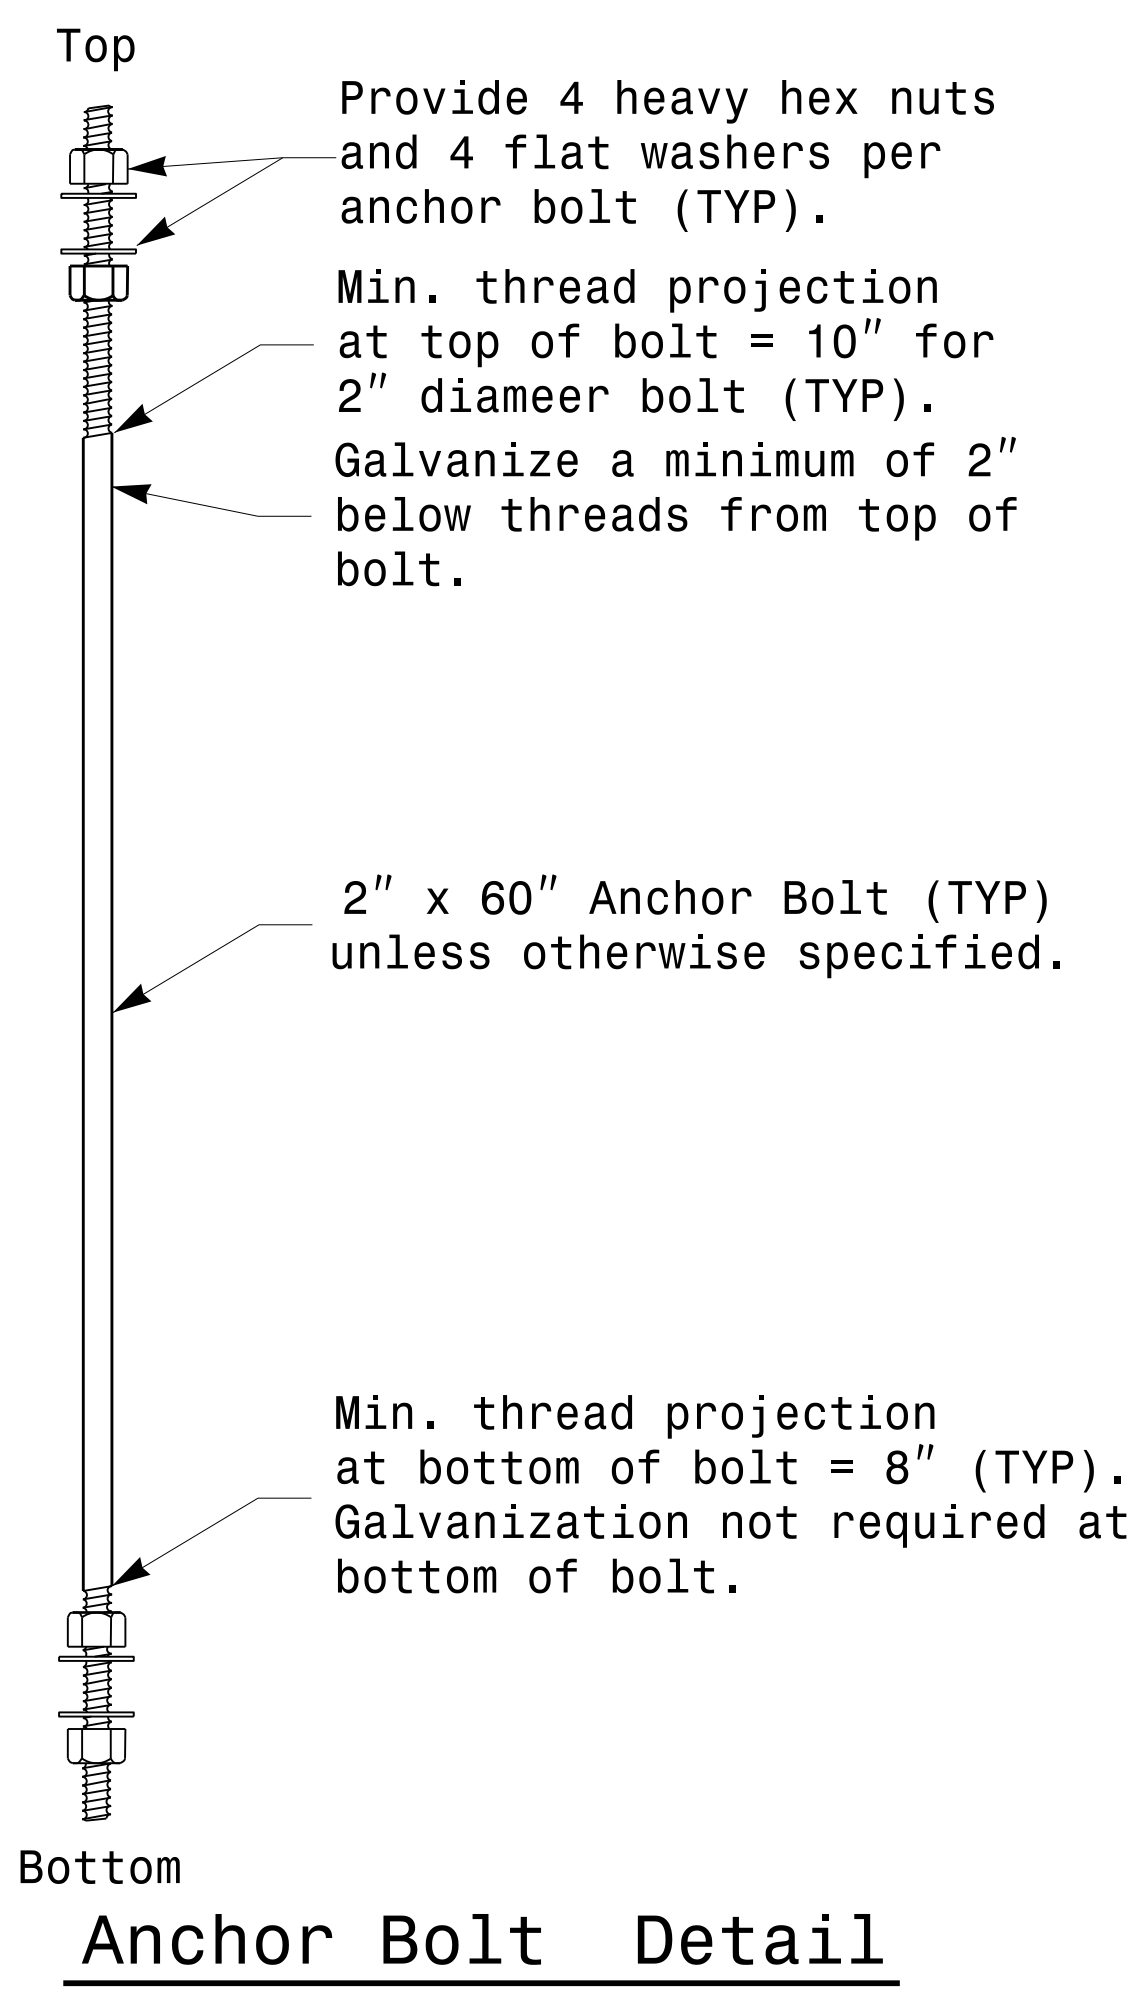 Top
Provide 4 heavy hex nuts
and 4 flat washers per
anchor bolt (TYP).
Min. thread projection
at top of bolt = 10" for
2" diameer bolt (TYP).
Galvanize a minimum of 2"
below threads from top of
bolt.
2" x 60" Anchor Bolt (TYP)
unless otherwise specified.
Min. thread projection
at bottom of bolt = 8" (TYP).
Galvanization not required at
bottom of bolt.
Bottom
Anchor Bolt Detail